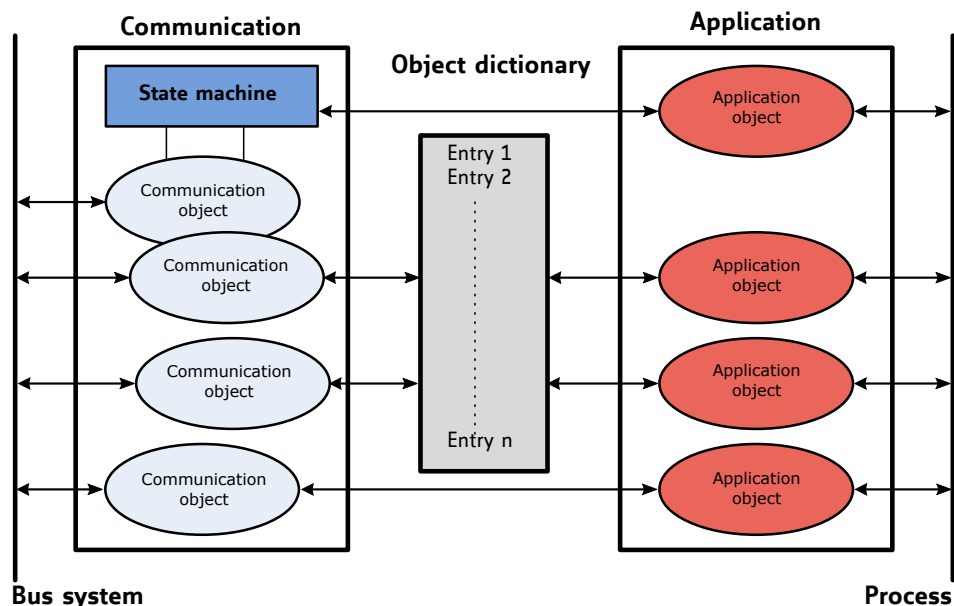 Communication
Object dictionary
Application
State machine
Application
object
Entry 1
Entry 2
Communication
object
Communication
object
Application
object
Communication
object
Application
object
Entry n
Communication
object
Application
object
Bus system
Process